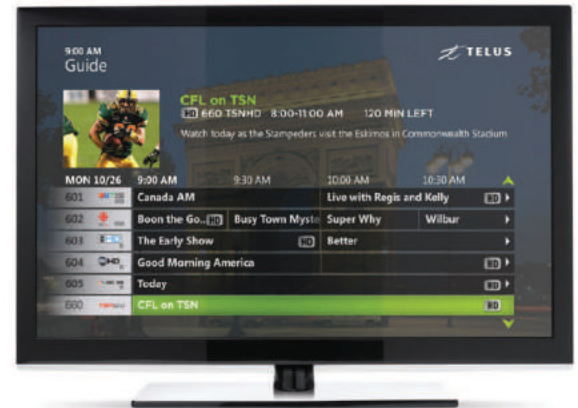 9:00 AM
Guide
TELUS
CFL on TSN
HD 660 TSNHD 8:00-11:00 AM 120 MIN LEFT
Watch today as the Stampeders visit the Eskimos in Commonwealth Stadium
MON 10/26 9:00 AM 9:30 AM 10:00 AM 10:30 AM
601 Canada AM Live with Regis and Kelly HD
602 Boon the Go.. HD Busy Town Myste Super Why Wilbur
603 The Early Show HD Better
604 HD Good Morning America HD
605 Today HD
660 CFL on TSN HD